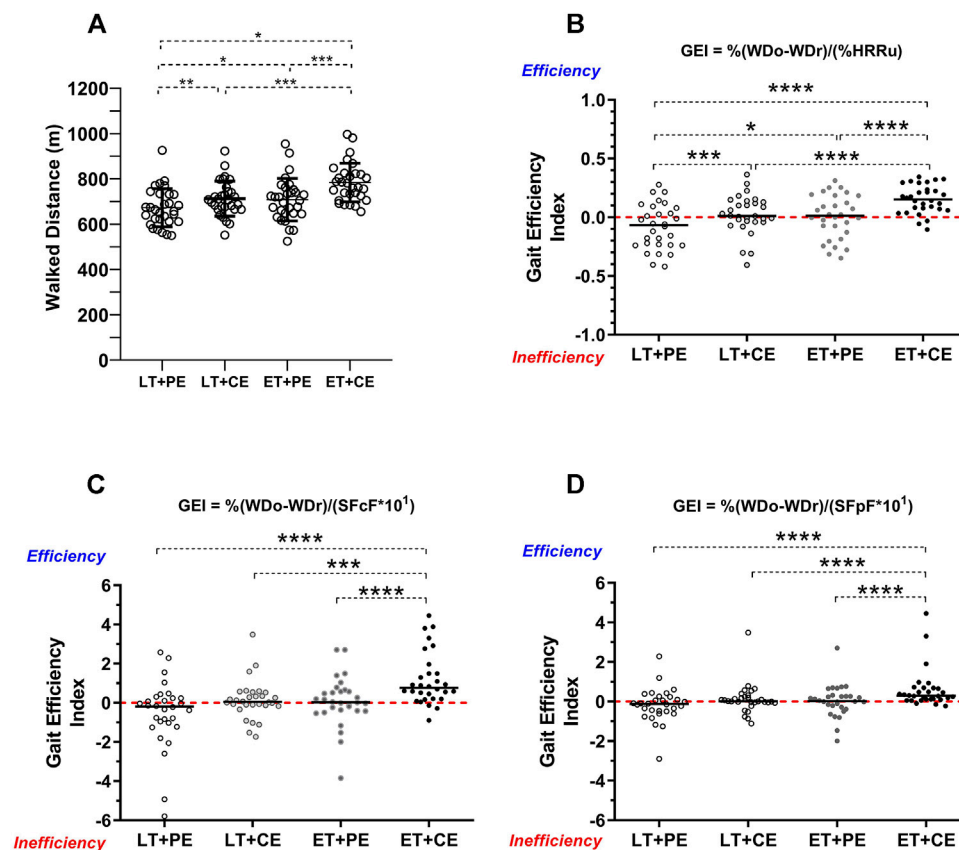 A
*
* ***
** ***
Walked Distance (m)
1200
1000
800
600
400
200
0
LT+PE LT+CE ET+PE ET+CE
B
GEI = %(WDo-WDr)/(%HRRu)
Efficiency
****
* ****
*** ****
Gait Efficiency
Index
1.0
0.5
0.0
-0.5
-1.0
Inefficiency
LT+PE LT+CE ET+PE ET+CE
C
GEI = %(WDo-WDr)/(SFcF*10¹)
Efficiency
****
***
****
Gait Efficiency
Index
6
4
2
0
-2
-4
-6
Inefficiency
LT+PE LT+CE ET+PE ET+CE
D
GEI = %(WDo-WDr)/(SFpF*10¹)
Efficiency
****
****
****
Gait Efficiency
Index
6
4
2
0
-2
-4
-6
Inefficiency
LT+PE LT+CE ET+PE ET+CE